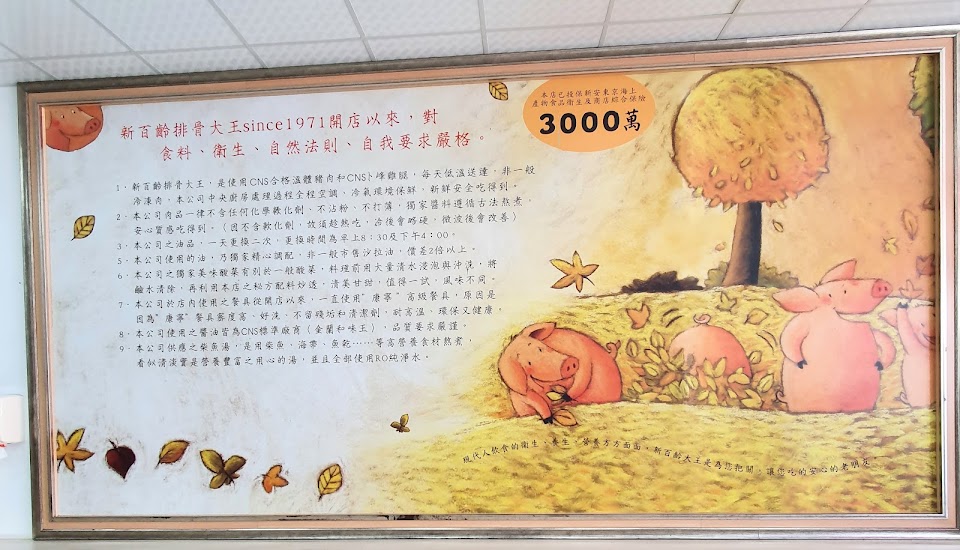 本店已投保新安東京海上
產物食品衛生及商店綜合保險
3000萬
新百齡排骨大王since1971開店以來，對
食料、衛生、自然法則、自我要求嚴格。
1．新百齡排骨大王，是使用CNS合格溫體豬肉和CNS卜蜂雞腿，每天低溫送達，非一般
冷凍肉，本公司中央廚房處理過程全程空調，冷氣環境保鮮，新鮮安全吃得到。
2．本公司肉品一律不含任何化學軟化劑，不沾粉，不打薄，獨家醬料遵循古法熬煮，
安心實感吃得到。(因不含軟化劑，故須趁熱吃，冷後會略硬，微波後會改善)
3．本公司之油品，一天更換二次，更換時間為早上8：30及下午4：00。
5．本公司使用的油，乃獨家精心調配，非一般市售沙拉油，價差2倍以上。
6．本公司之獨家美味酸菜有別於一般酸菜，料理前用大量清水浸泡與沖洗，將
鹼水清除，再利用本店之秘方配料炒透，清美甘甜，值得一試，風味不同。
7．本公司於店內使用之餐具從開店以來，一直使用"康寧"高級餐具，原因是
因為"康寧"餐具密度高、好洗、不留殘垢和清潔劑，耐高溫，環保又健康。
8．本公司使用之醬油皆為CNS標準廠商(金蘭和味王)，品質要求嚴謹。
9．本公司供應之柴魚湯，是用柴魚，海帶、魚乾……等高營養食材熬煮，
看似清淡實是營養豐富之用心的湯，並且全部使用RO純淨水。
現代人飲食的衛生、養生、營養方方面面，新百齡大王是為您把關，讓您吃的安心的老朋友。